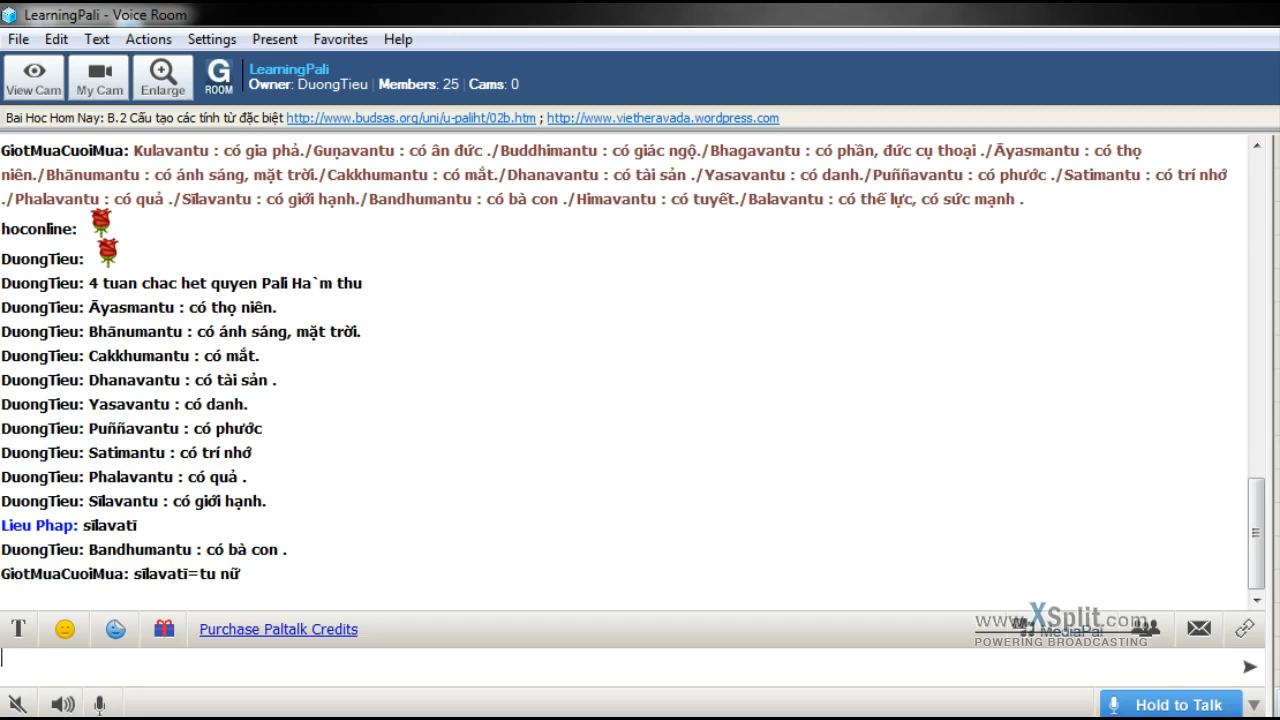 LearningPali - Voice Room
File Edit Text Actions Settings Present Favorites Help
View Cam My Cam Enlarge G ROOM
LearningPali
Owner: DuongTieu | Members: 25 | Cams: 0
Bai Hoc Hom Nay: B.2 Cấu tạo các tính từ đặc biệt http://www.budsas.org/uni/u-paliht/02b.htm ; http://www.vietheravada.wordpress.com
GiotMuaCuoiMua: Kulavantu : có gia phả./Guṇavantu : có ân đức ./Buddhimantu : có giác ngộ./Bhagavantu : có phần, đức cụ thoại ./Āyasmantu : có thọ
niên./Bhānumantu : có ánh sáng, mặt trời./Cakkhumantu : có mắt./Dhanavantu : có tài sản ./Yasavantu : có danh./Puññavantu : có phước ./Satimantu : có trí nhớ
./Phalavantu : có quả ./Sīlavantu : có giới hạnh./Bandhumantu : có bà con ./Himavantu : có tuyết./Balavantu : có thế lực, có sức mạnh .
hoconline:
DuongTieu:
DuongTieu: 4 tuan chac het quyen Pali Ha`m thu
DuongTieu: Āyasmantu : có thọ niên.
DuongTieu: Bhānumantu : có ánh sáng, mặt trời.
DuongTieu: Cakkhumantu : có mắt.
DuongTieu: Dhanavantu : có tài sản .
DuongTieu: Yasavantu : có danh.
DuongTieu: Puññavantu : có phước
DuongTieu: Satimantu : có trí nhớ
DuongTieu: Phalavantu : có quả .
DuongTieu: Sīlavantu : có giới hạnh.
Lieu Phap: sīlavatī
DuongTieu: Bandhumantu : có bà con .
GiotMuaCuoiMua: sīlavatī=tu nữ
T Purchase Paltalk Credits
www.XSplit.com
MediaPal
POWERING BROADCASTING
Hold to Talk